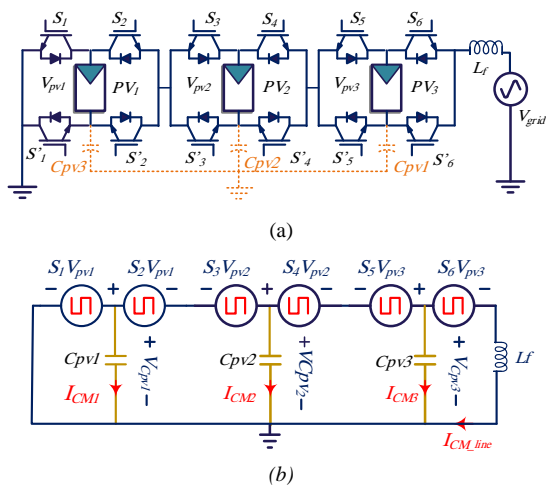 S1 S2 S3 S4 S5 S6
Vpv1 PV1 Vpv2 PV2 Vpv3 PV3 Lf
S'1 S'2 S'3 S'4 S'5 S'6 Vgrid
Cpv3 Cpv2 Cpv1
(a)
S1Vpv1 S2Vpv1 S3Vpv2 S4Vpv2 S5Vpv3 S6Vpv3
− + − − + − − + −
Cpv1 + VCpv1 − Cpv2 + VCpv2 − Cpv3 + VCpv3 − Lf
ICM1 ICM2 ICM3
ICM_line
(b)